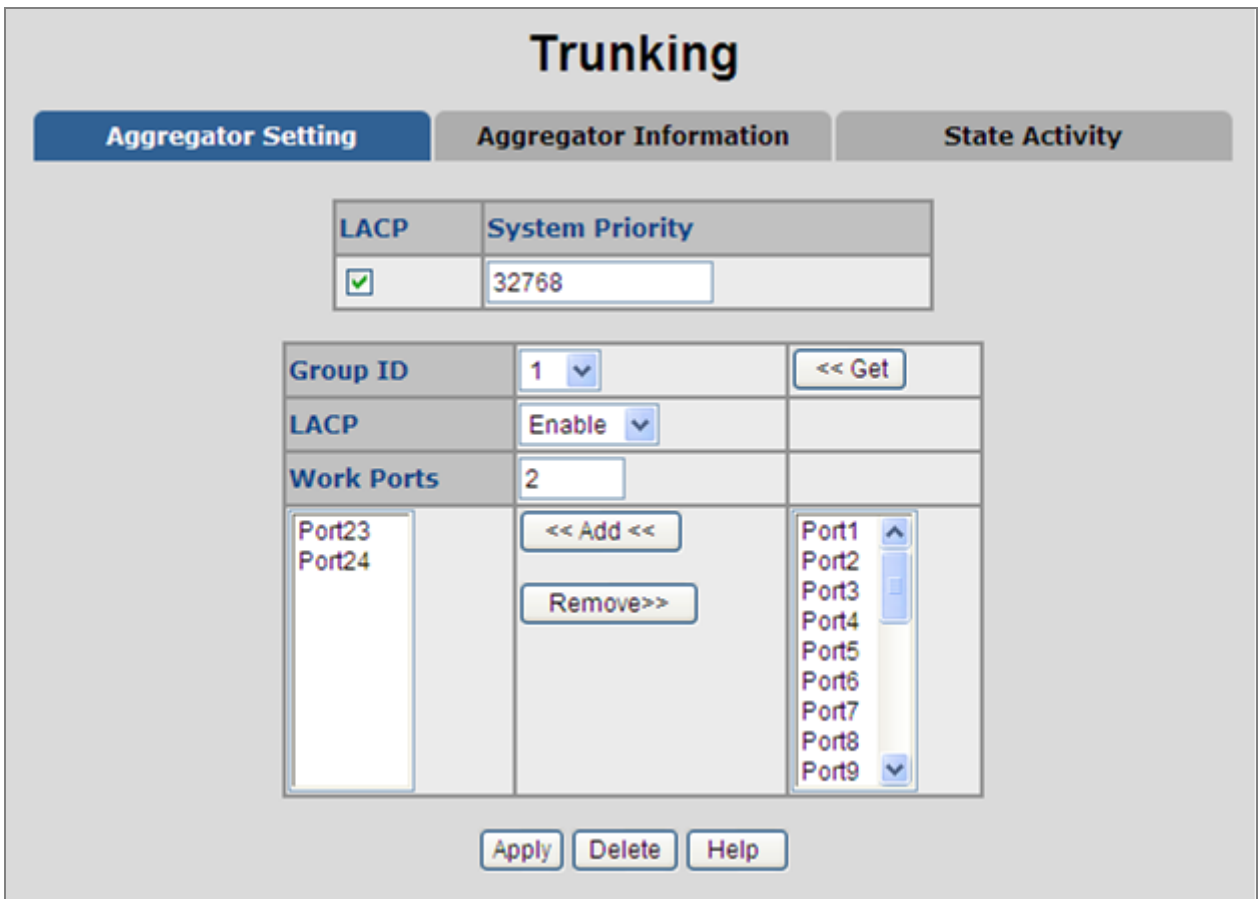 Trunking
Aggregator Setting Aggregator Information State Activity
LACP System Priority
32768
Group ID 1 << Get
LACP Enable
Work Ports 2
Port23 << Add << Port1
Port24 Port2
Remove>> Port3
Port4
Port5
Port6
Port7
Port8
Port9
Apply Delete Help